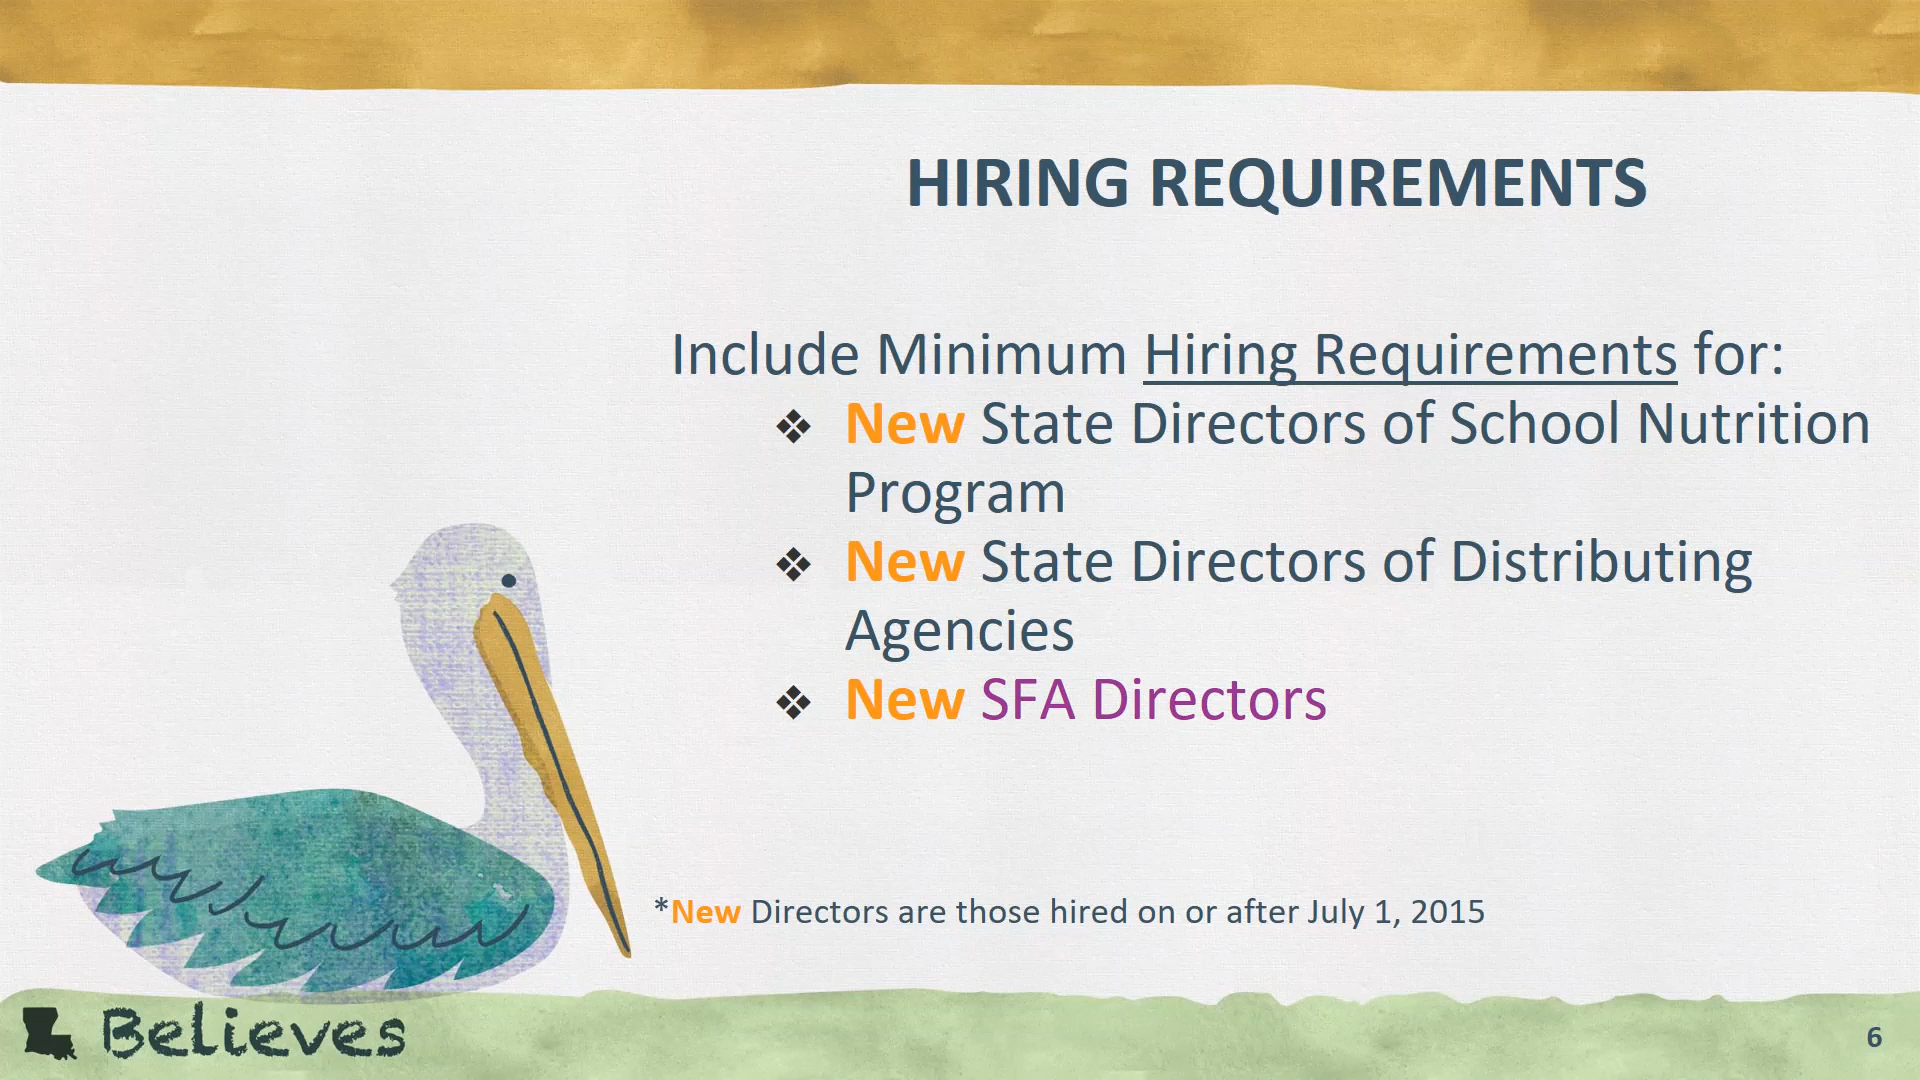 HIRING REQUIREMENTS
Include Minimum Hiring Requirements for:
❖ New State Directors of School Nutrition
Program
❖ New State Directors of Distributing
Agencies
❖ New SFA Directors
*New Directors are those hired on or after July 1, 2015
Believes
6